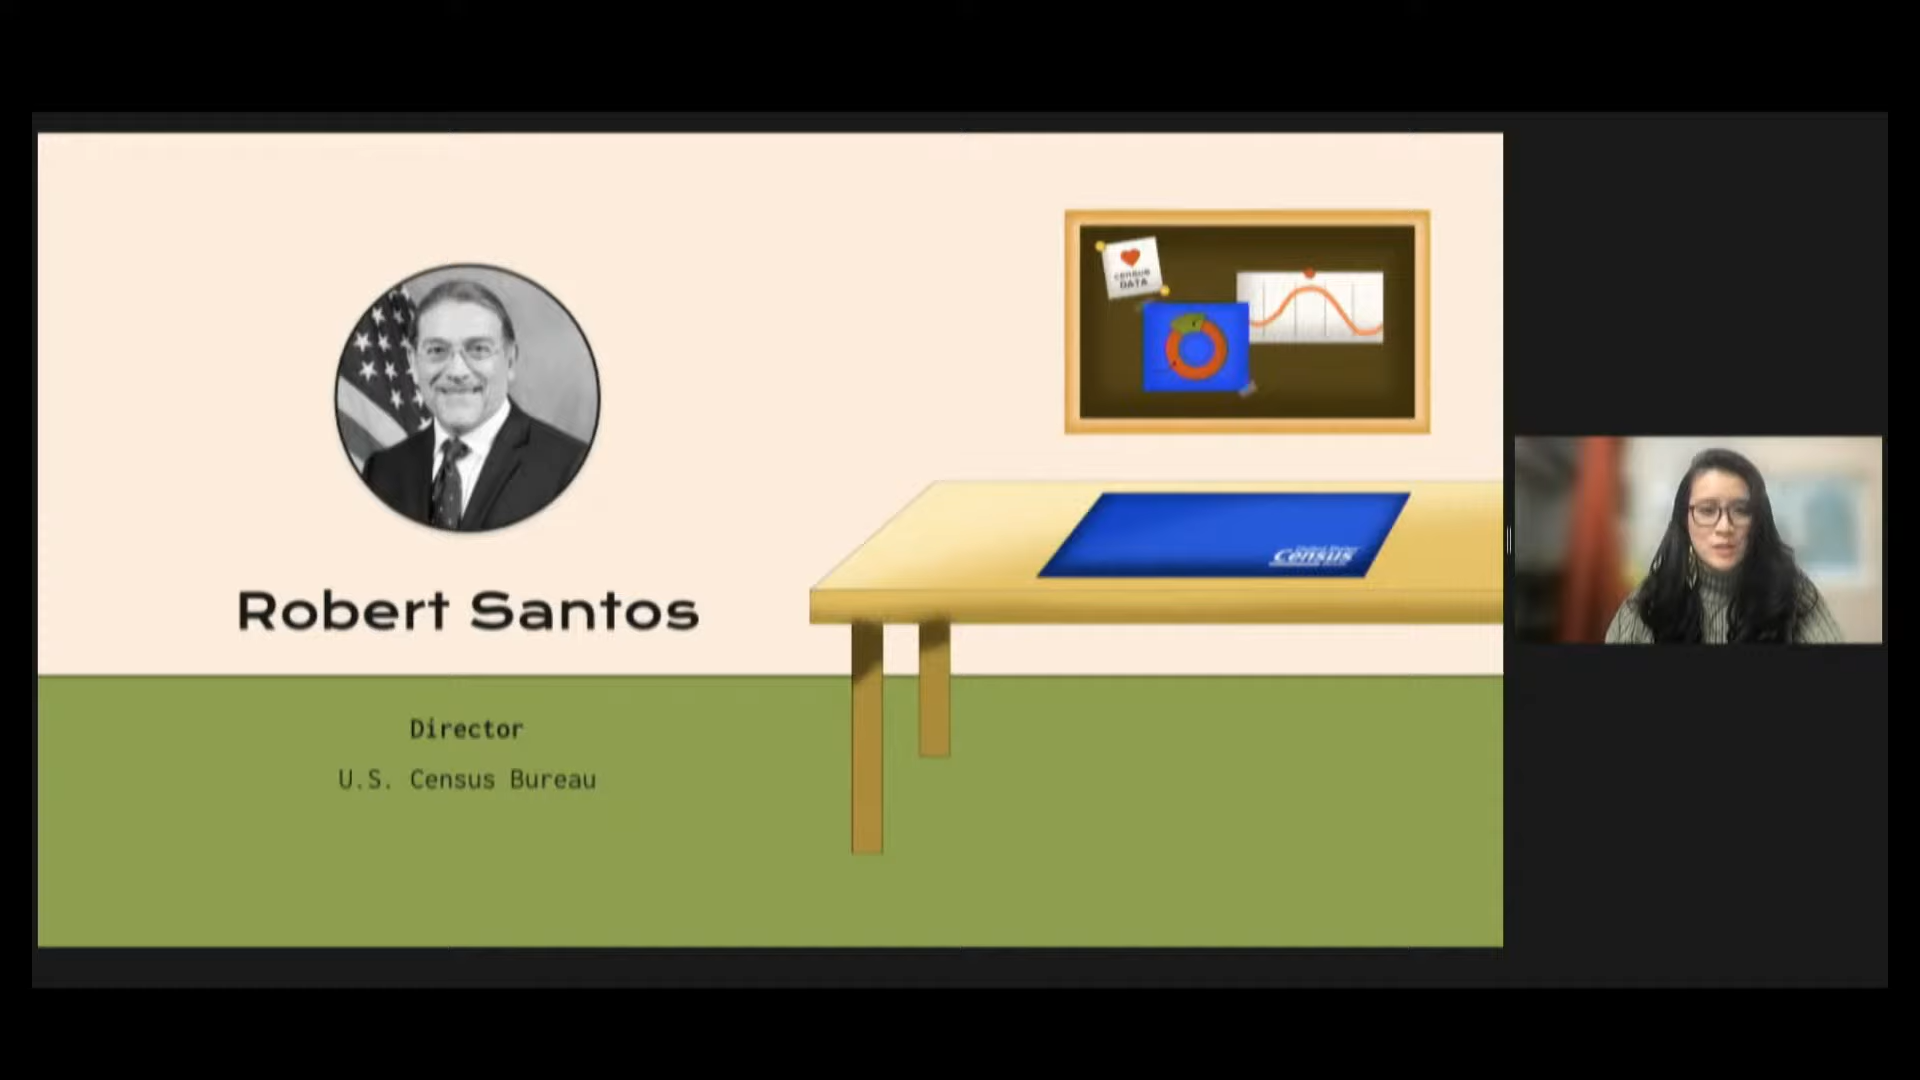 census
DATA
Census
Robert Santos
Director
U.S. Census Bureau